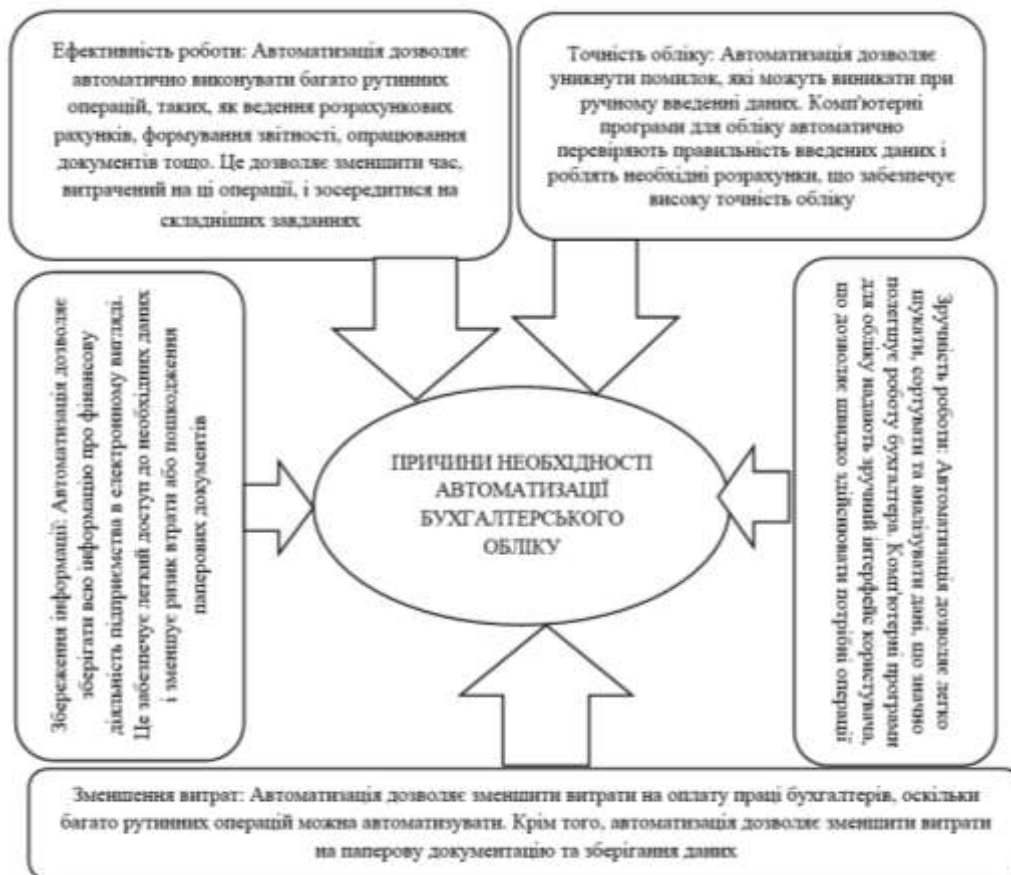 Ефективність роботи: Автоматизація дозволяє
автоматично виконувати багато рутинних
операцій, таких, як ведення розрахункових
рахунків, формування звітності, опрацювання
документів тощо. Це дозволяє зменшити час,
витрачений на ці операції, і зосередитися на
складніших завданнях
Точність обліку: Автоматизація дозволяє
уникнути помилок, які можуть виникати при
ручному введенні даних. Комп'ютерні
програми для обліку автоматично
перевіряють правильність введених даних і
роблять необхідні розрахунки, що забезпечує
високу точність обліку
Збереження інформації: Автоматизація дозволяє
зберігати всю інформацію про фінансову
діяльність підприємства в електронному вигляді.
Це забезпечує легкий доступ до необхідних даних
і зменшує ризик втрати або пошкодження
паперових документів
ПРИЧИНИ НЕОБХІДНОСТІ
АВТОМАТИЗАЦІЇ
БУХГАЛТЕРСЬКОГО
ОБЛІКУ
Зручність роботи: Автоматизація дозволяє легко
шукати, сортувати та аналізувати дані, що значно
полегшує роботу бухгалтера. Комп'ютерні програми
для обліку надають зручний інтерфейс користувача,
що дозволяє швидко здійснювати потрібні операції
Зменшення витрат: Автоматизація дозволяє зменшити витрати на оплату праці бухгалтерів, оскільки
багато рутинних операцій можна автоматизувати. Крім того, автоматизація дозволяє зменшити витрати
на паперову документацію та зберігання даних